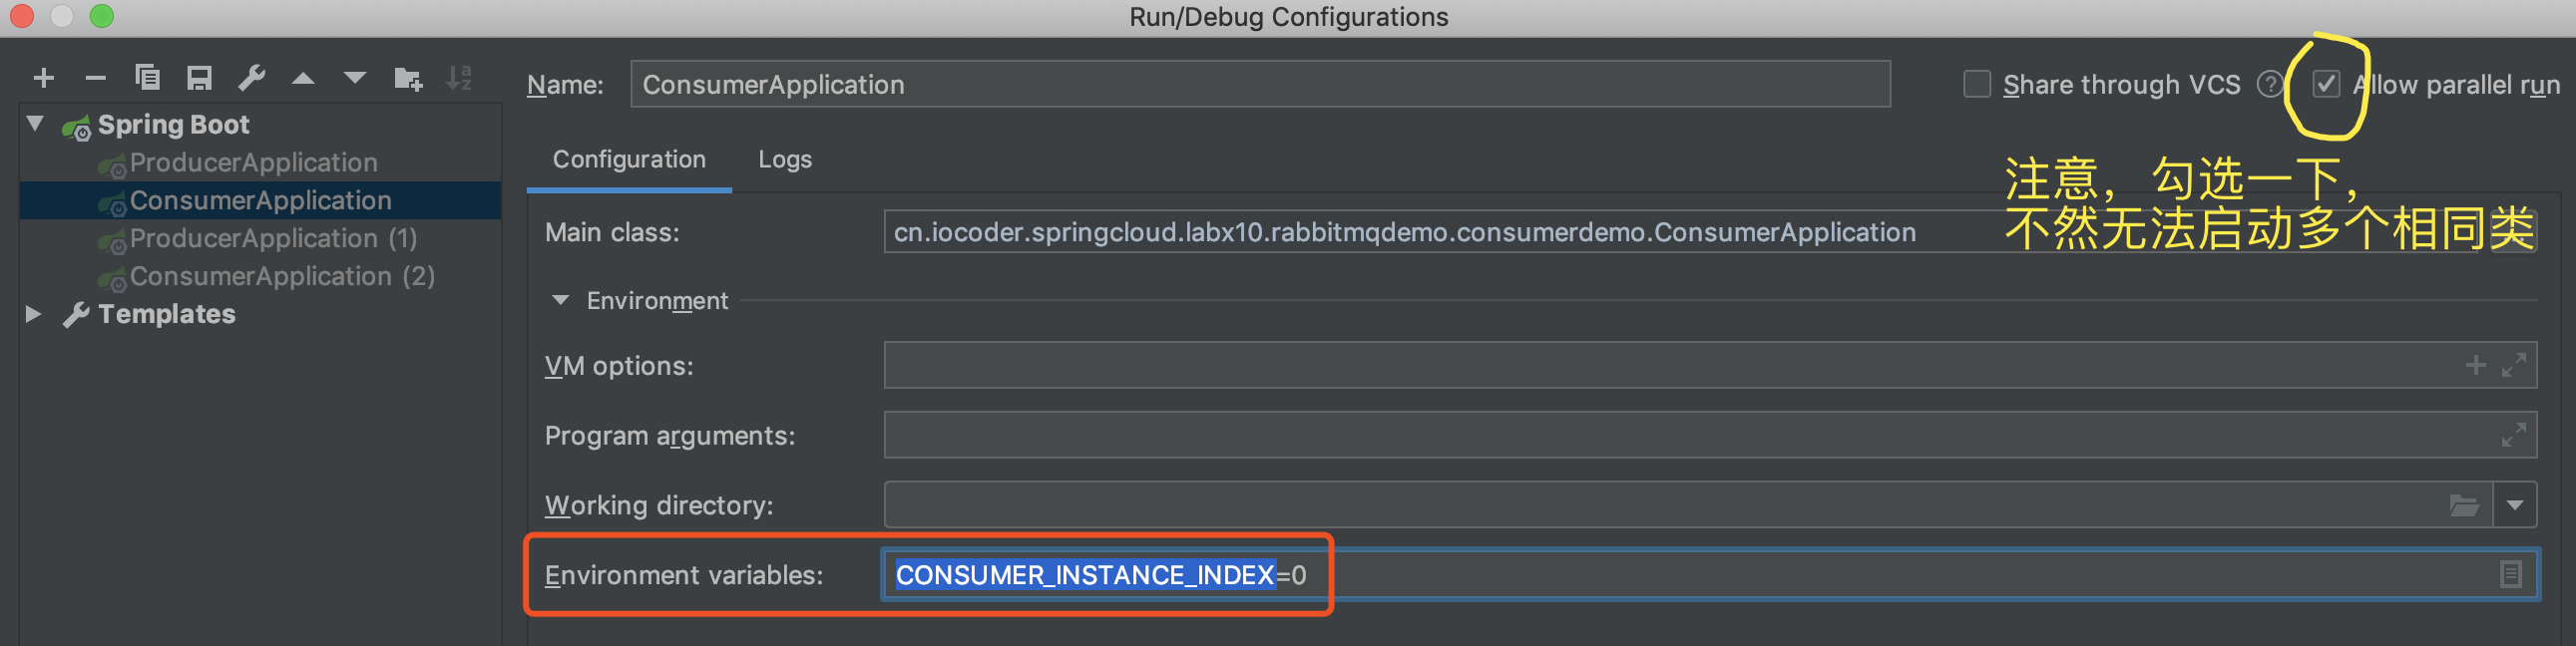 Run/Debug Configurations
Name: ConsumerApplication
Share through VCS ? Allow parallel run
Spring Boot
ProducerApplication
ConsumerApplication
ProducerApplication (1)
ConsumerApplication (2)
Templates
Configuration Logs
注意，勾选一下，
不然无法启动多个相同类
Main class: cn.iocoder.springcloud.labx10.rabbitmqdemo.consumerdemo.ConsumerApplication
Environment
VM options:
Program arguments:
Working directory:
Environment variables: CONSUMER_INSTANCE_INDEX=0